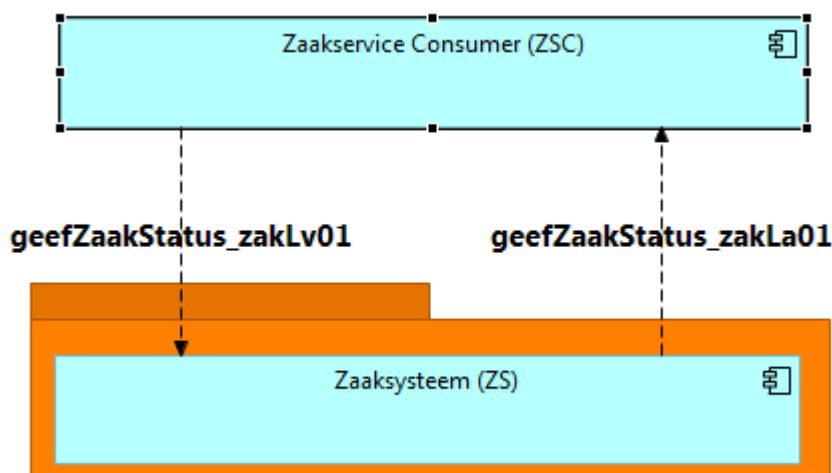 Zaakservice Consumer (ZSC)
geefZaakStatus_zakLv01
geefZaakStatus_zakLa01
Zaaksysteem (ZS)